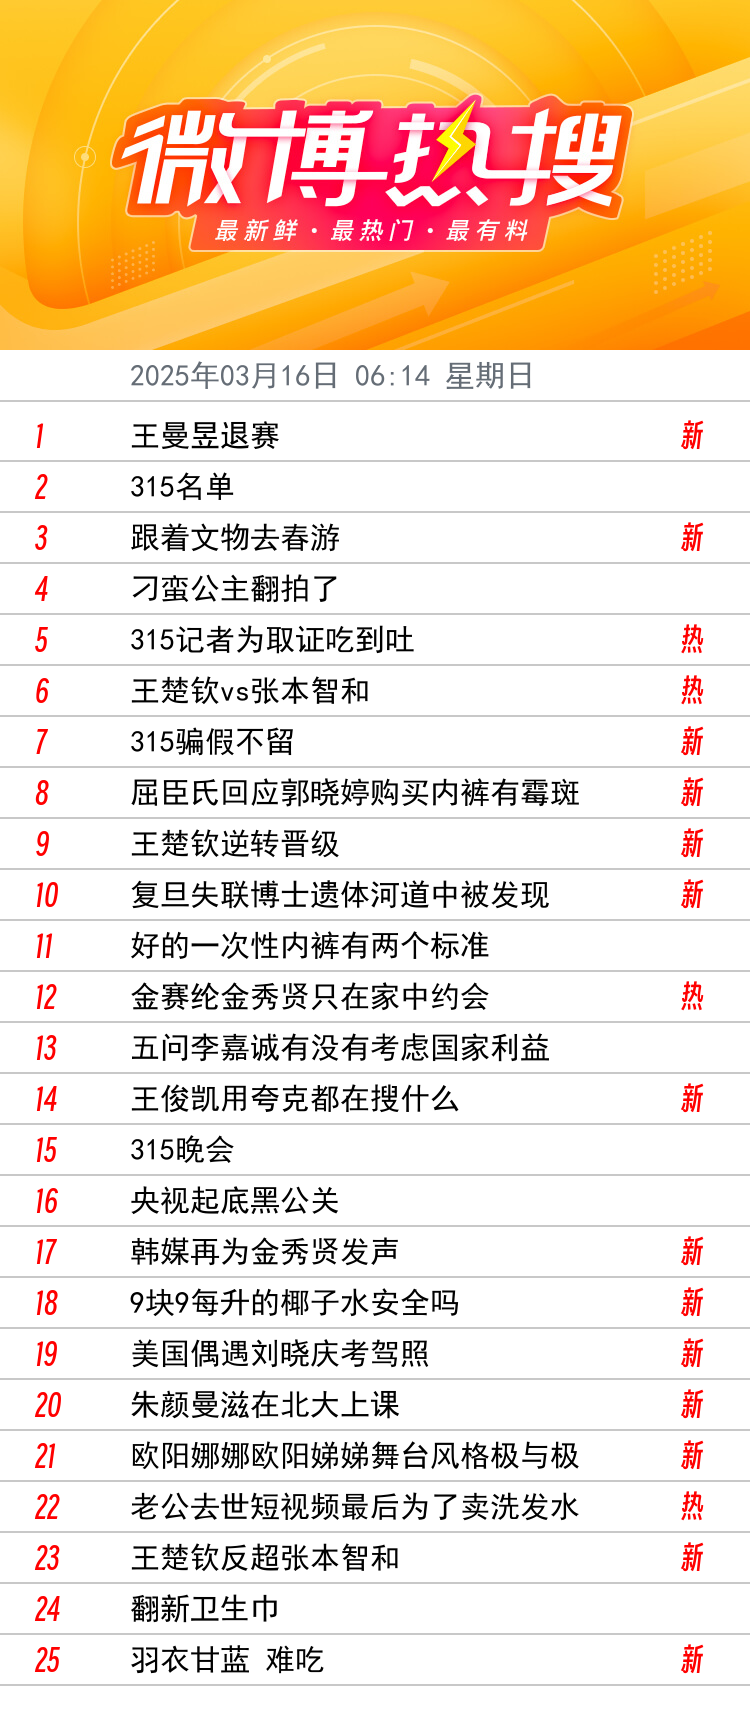 微博热搜
最新鲜·最热门·最有料
2025年03月16日 06:14 星期日
1 王曼昱退赛 新
2 315名单
3 跟着文物去春游 新
4 刁蛮公主翻拍了
5 315记者为取证吃到吐 热
6 王楚钦vs张本智和 热
7 315骗假不留 新
8 屈臣氏回应郭晓婷购买内裤有霉斑 新
9 王楚钦逆转晋级 新
10 复旦失联博士遗体河道中被发现 新
11 好的一次性内裤有两个标准
12 金赛纶金秀贤只在家中约会 热
13 五问李嘉诚有没有考虑国家利益
14 王俊凯用夸克都在搜什么 新
15 315晚会
16 央视起底黑公关
17 韩媒再为金秀贤发声 新
18 9块9每升的椰子水安全吗 新
19 美国偶遇刘晓庆考驾照 新
20 朱颜曼滋在北大上课 新
21 欧阳娜娜欧阳娣娣舞台风格极与极 新
22 老公去世短视频最后为了卖洗发水 热
23 王楚钦反超张本智和 新
24 翻新卫生巾
25 羽衣甘蓝 难吃 新